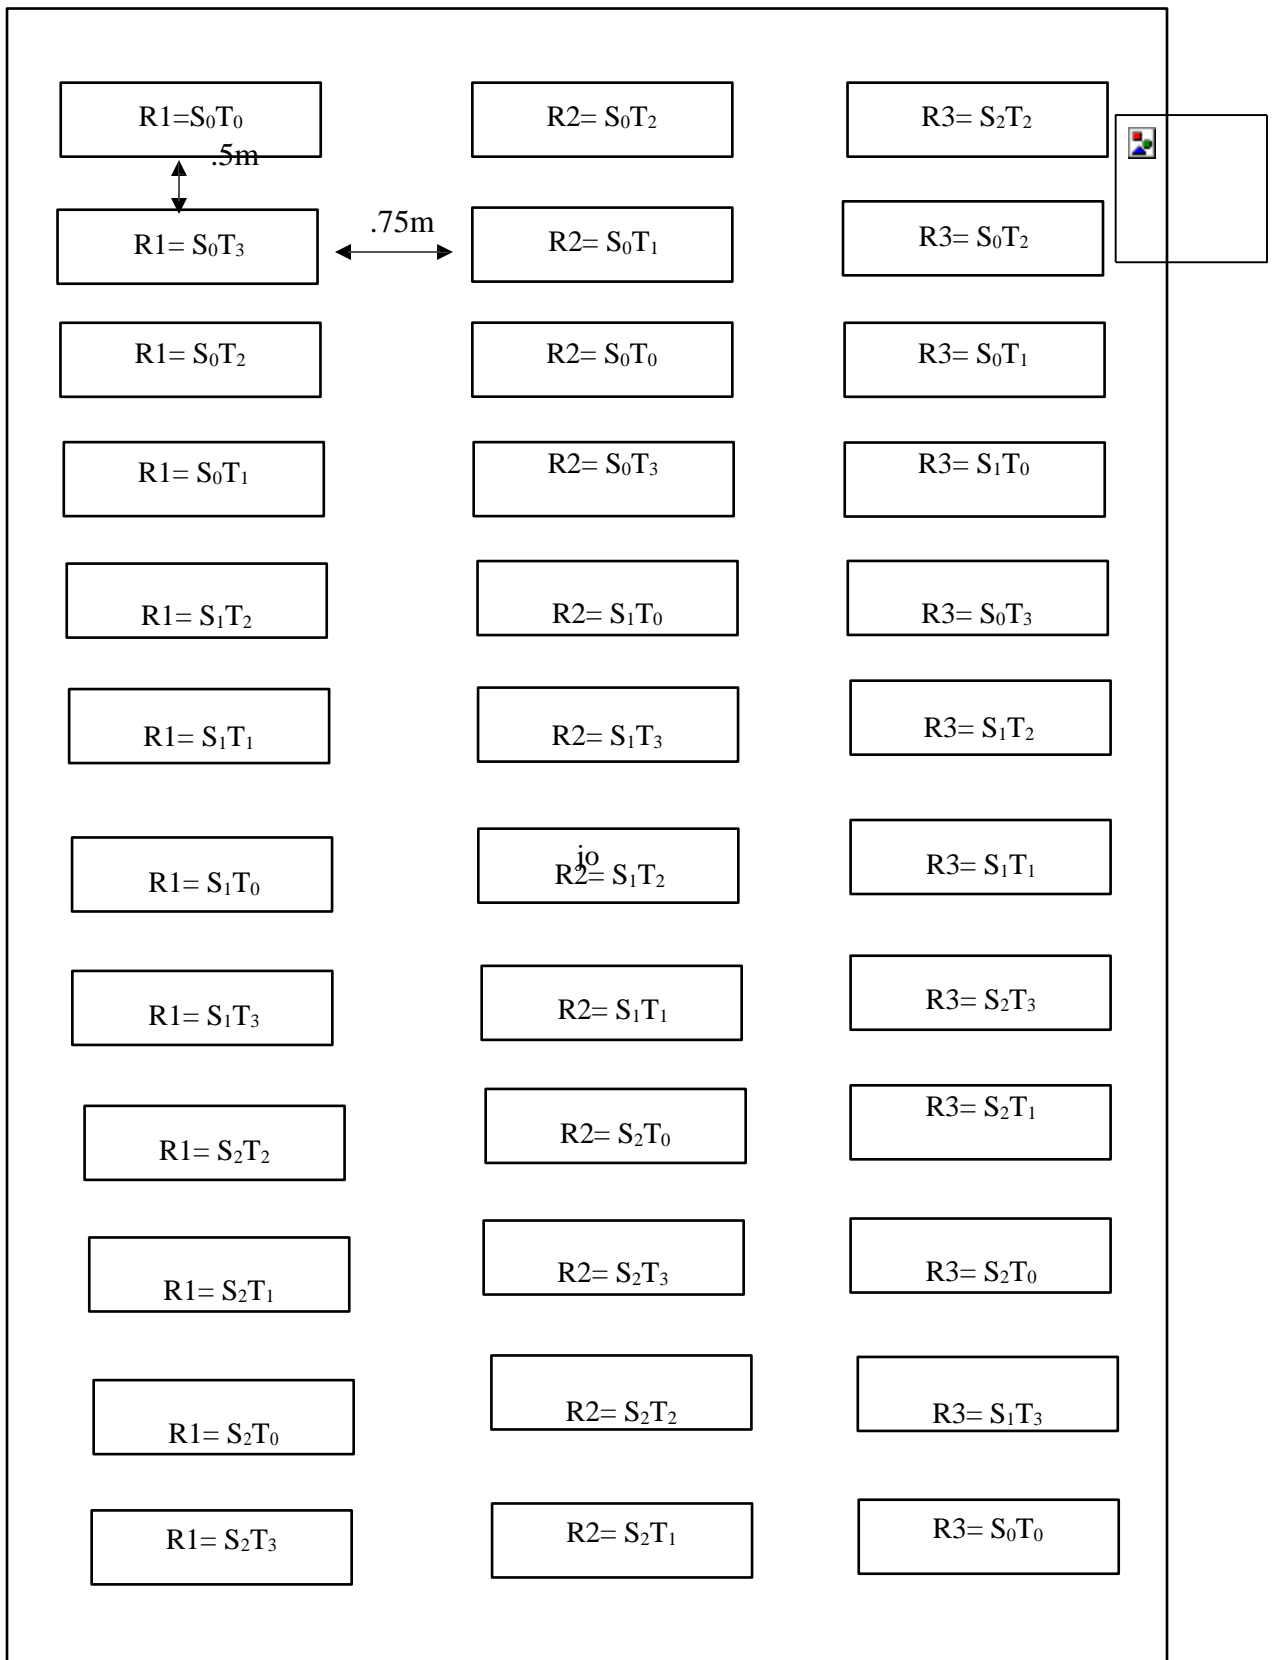 R1=S₀T₀ R2= S₀T₂ R3= S₂T₂
.5m
R1= S₀T₃ .75m R2= S₀T₁ R3= S₀T₂
R1= S₀T₂ R2= S₀T₀ R3= S₀T₁
R1= S₀T₁ R2= S₀T₃ R3= S₁T₀
R1= S₁T₂ R2= S₁T₀ R3= S₀T₃
R1= S₁T₁ R2= S₁T₃ R3= S₁T₂
jo
R1= S₁T₀ R2= S₁T₂ R3= S₁T₁
R1= S₁T₃ R2= S₁T₁ R3= S₂T₃
R1= S₂T₂ R2= S₂T₀ R3= S₂T₁
R1= S₂T₁ R2= S₂T₃ R3= S₂T₀
R1= S₂T₀ R2= S₂T₂ R3= S₁T₃
R1= S₂T₃ R2= S₂T₁ R3= S₀T₀